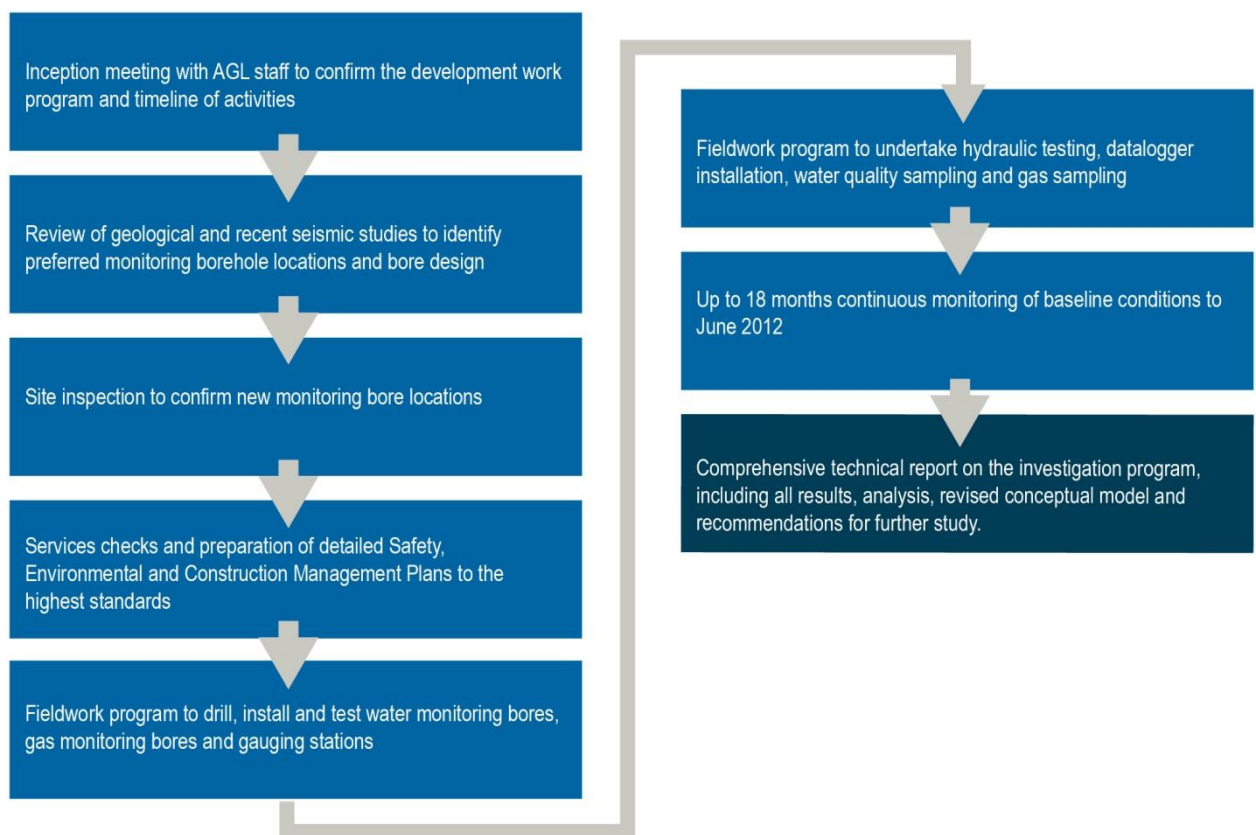 Inception meeting with AGL staff to confirm the development work
program and timeline of activities
Review of geological and recent seismic studies to identify
preferred monitoring borehole locations and bore design
Site inspection to confirm new monitoring bore locations
Services checks and preparation of detailed Safety,
Environmental and Construction Management Plans to the
highest standards
Fieldwork program to drill, install and test water monitoring bores,
gas monitoring bores and gauging stations
Fieldwork program to undertake hydraulic testing, datalogger
installation, water quality sampling and gas sampling
Up to 18 months continuous monitoring of baseline conditions to
June 2012
Comprehensive technical report on the investigation program,
including all results, analysis, revised conceptual model and
recommendations for further study.